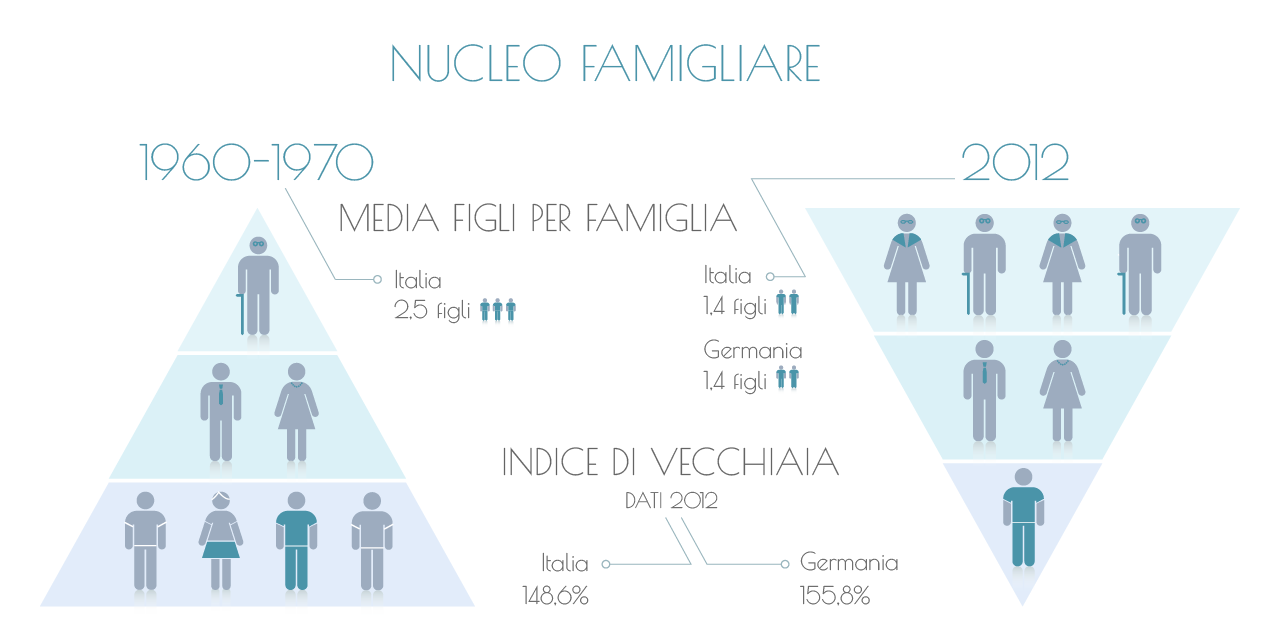 NUCLEO FAMIGLIARE
1960-1970
2012
MEDIA FIGLI PER FAMIGLIA
Italia
2,5 figli
Italia
1,4 figli
Germania
1,4 figli
INDICE DI VECCHIAIA
DATI 2012
Italia
148,6%
Germania
155,8%